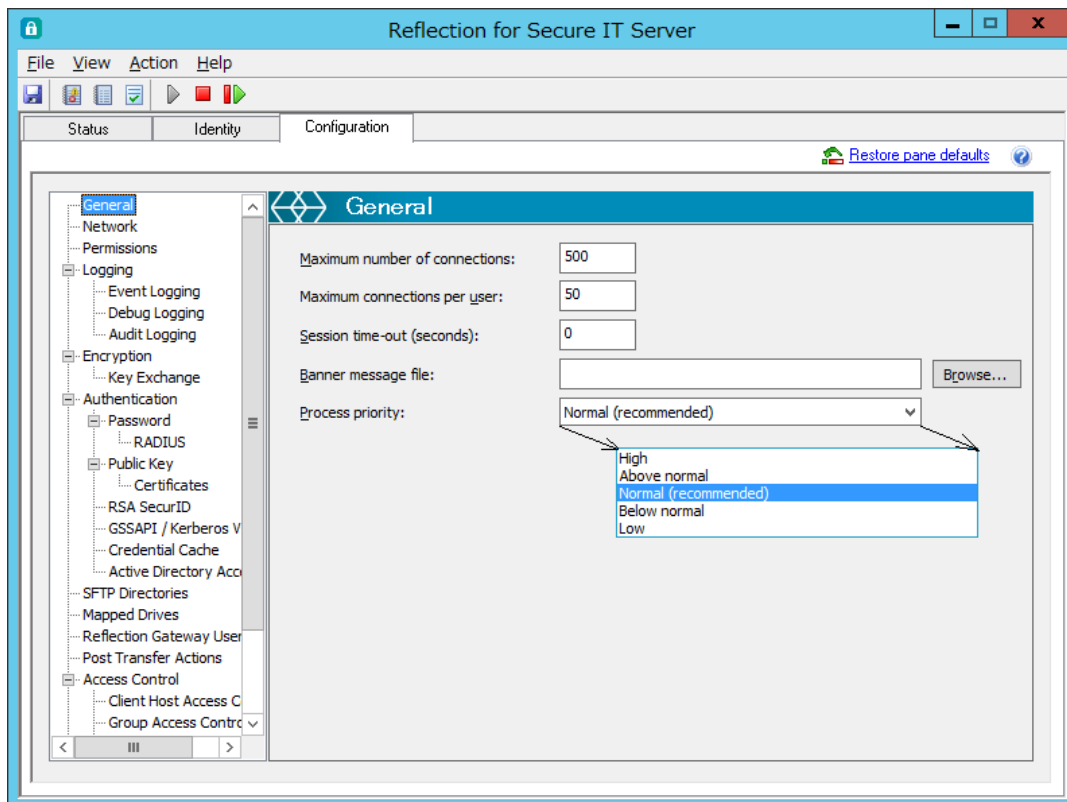 Reflection for Secure IT Server
File View Action Help
Status Identity Configuration
Restore pane defaults
General
Network
Permissions
Logging
Event Logging
Debug Logging
Audit Logging
Encryption
Key Exchange
Authentication
Password
RADIUS
Public Key
Certificates
RSA SecurID
GSSAPI / Kerberos V
Credential Cache
Active Directory Acc
SFTP Directories
Mapped Drives
Reflection Gateway User
Post Transfer Actions
Access Control
Client Host Access C
Group Access Contro
General
Maximum number of connections: 500
Maximum connections per user: 50
Session time-out (seconds): 0
Banner message file: Browse...
Process priority: Normal (recommended)
High
Above normal
Normal (recommended)
Below normal
Low